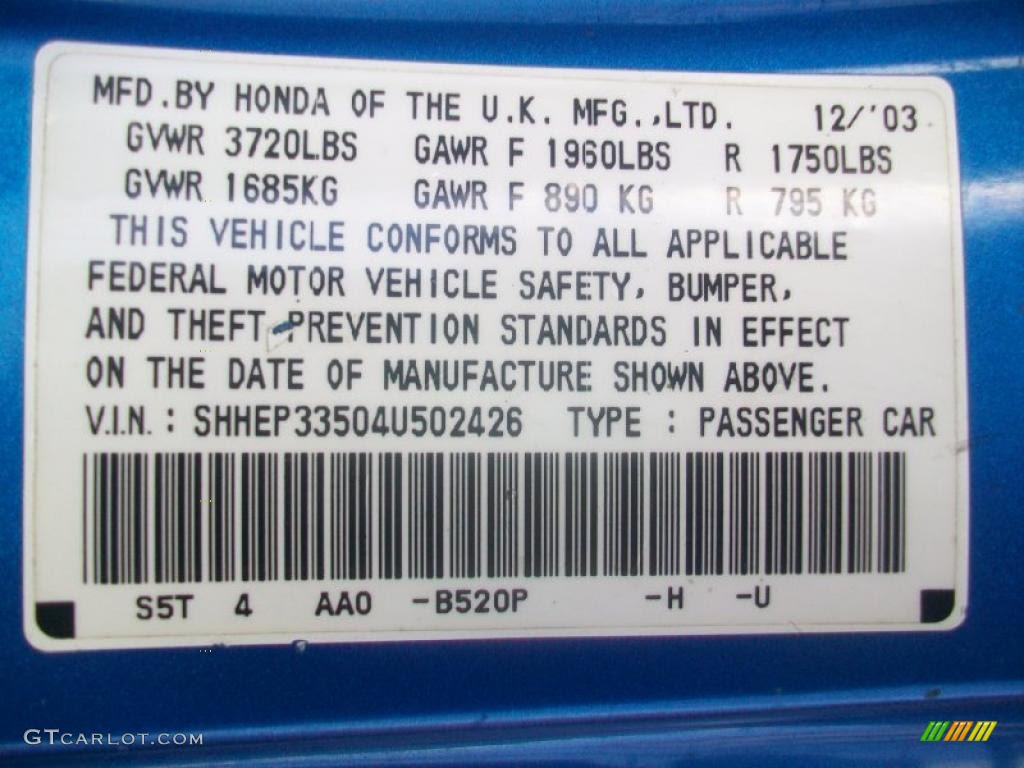 MFD.BY HONDA OF THE U.K. MFG.,LTD. 12/'03
GVWR 3720LBS GAWR F 1960LBS R 1750LBS
GVWR 1685KG GAWR F 890 KG R 795 KG
THIS VEHICLE CONFORMS TO ALL APPLICABLE
FEDERAL MOTOR VEHICLE SAFETY, BUMPER,
AND THEFT PREVENTION STANDARDS IN EFFECT
ON THE DATE OF MANUFACTURE SHOWN ABOVE.
V.I.N. : SHHEP33504U502426 TYPE : PASSENGER CAR
S5T 4 AA0 -B520P -H -U
GTCARLOT.COM